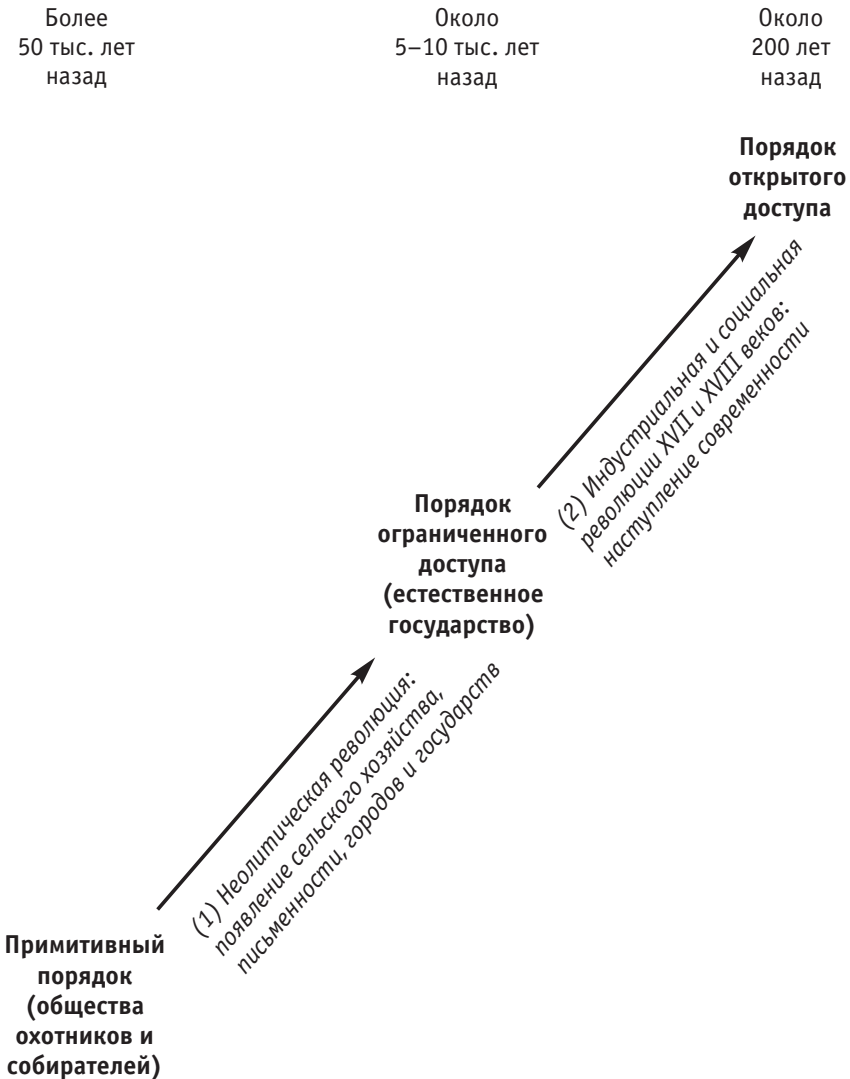 Более
50 тыс. лет
назад
Около
5–10 тыс. лет
назад
Около
200 лет
назад
Порядок
открытого
доступа
(2) Индустриальная и социальная
революции XVII и XVIII веков:
наступление современности
Порядок
ограниченного
доступа
(естественное
государство)
(1) Неолитическая революция:
появление сельского хозяйства,
письменности, городов и государств
Примитивный
порядок
(общества
охотников и
собирателей)